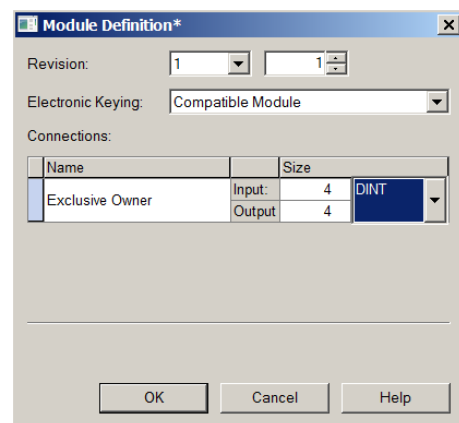 Module Definition*
Revision: 1 1
Electronic Keying: Compatible Module
Connections:
Name Size
Exclusive Owner Input: 4 DINT
Output 4
OK Cancel Help